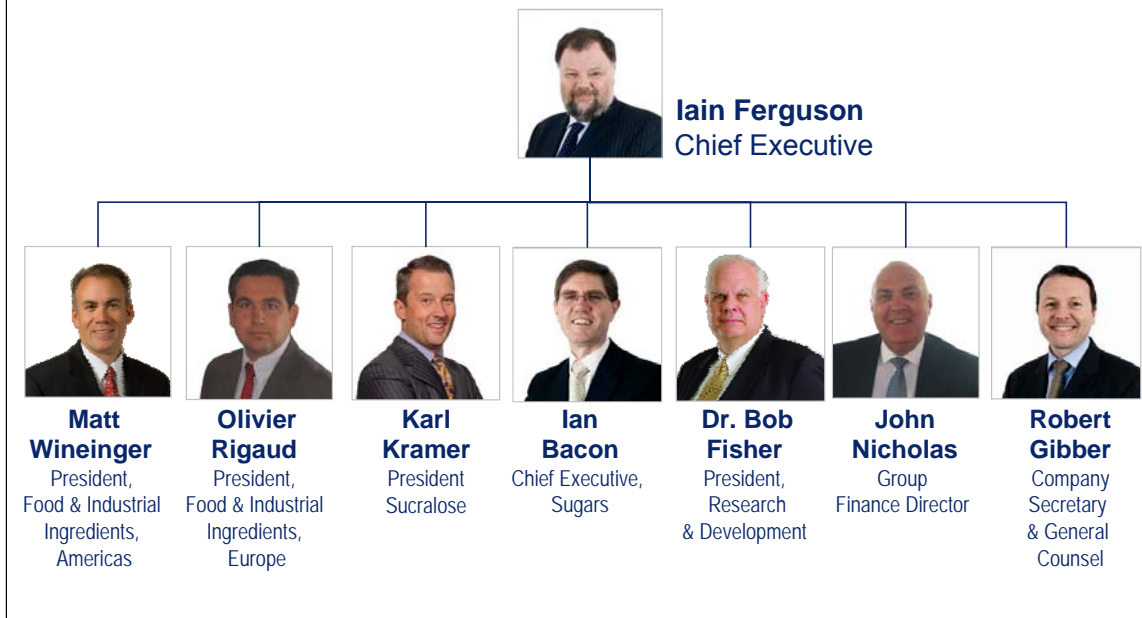 Iain Ferguson
Chief Executive
Matt
Wineinger
President,
Food & Industrial
Ingredients,
Americas
Olivier
Rigaud
President,
Food & Industrial
Ingredients,
Europe
Karl
Kramer
President
Sucralose
Ian
Bacon
Chief Executive,
Sugars
Dr. Bob
Fisher
President,
Research
& Development
John
Nicholas
Group
Finance Director
Robert
Gibber
Company
Secretary
& General
Counsel